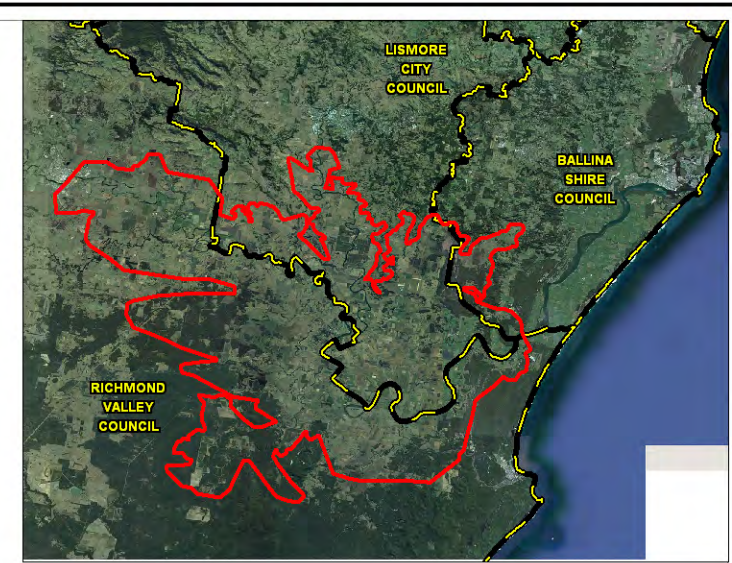 LISMORE
CITY
COUNCIL
BALLINA
SHIRE
COUNCIL
RICHMOND
VALLEY
COUNCIL